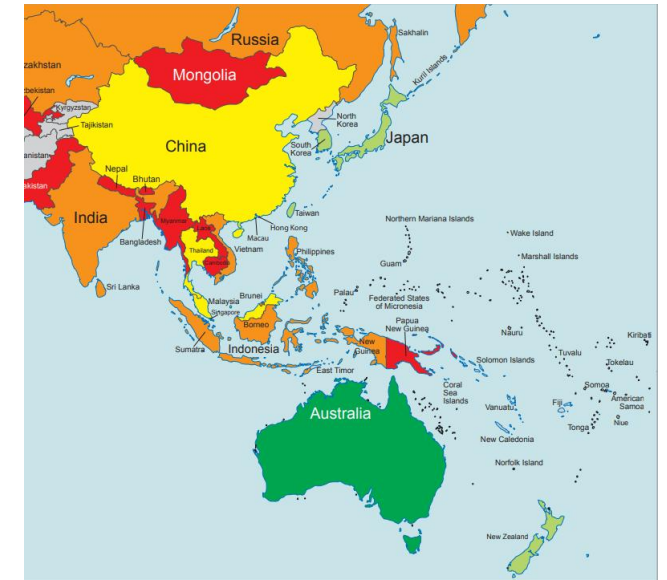 Russia
Sakhalin
Kuril Islands
zakhstan
Mongolia
zbekistan
Kyrgyzstan
Tajikistan
North
Korea
South
Korea
Japan
China
anistan
akistan
Nepal
Bhutan
India
Bangladesh
Myanmar
Laos
Macau
Hong Kong
Taiwan
Thailand
Vietnam
Cambodia
Philippines
Northern Mariana Islands
Wake Island
Guam
Marshall Islands
Sri Lanka
Malaysia
Brunei
Singapore
Palau
Federated States
of Micronesia
Borneo
Sumatra
Indonesia
New
Guinea
Papua
New Guinea
Nauru
Kiribati
Solomon Islands
Tuvalu
Tokelau
East Timor
Coral
Sea
Islands
Samoa
American
Samoa
Vanuatu
Fiji
Tonga
Niue
Australia
New Caledonia
Norfolk Island
New Zealand